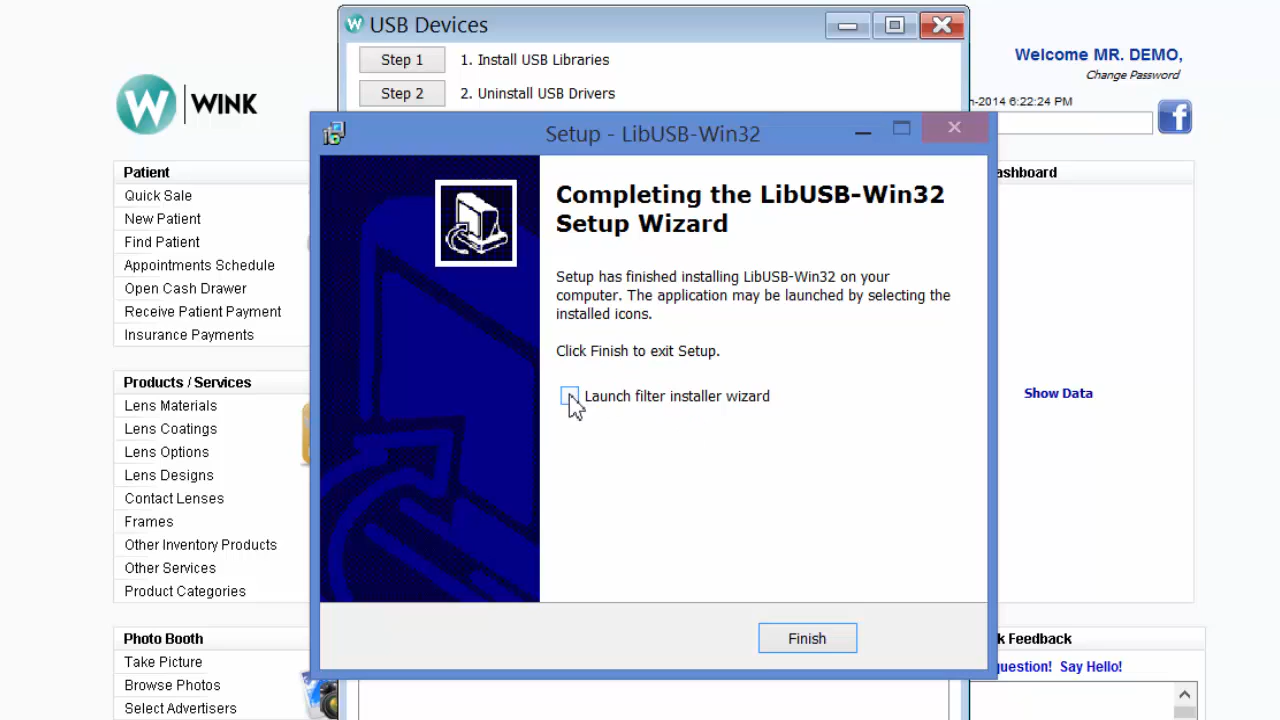 USB Devices
Step 1 1. Install USB Libraries
Step 2 2. Uninstall USB Drivers
Welcome MR. DEMO,
Change Password
-2014 6:22:24 PM
f
W WINK
Setup - LibUSB-Win32
Completing the LibUSB-Win32
Setup Wizard
Setup has finished installing LibUSB-Win32 on your
computer. The application may be launched by selecting the
installed icons.
Click Finish to exit Setup.
Launch filter installer wizard
Finish
Patient
Quick Sale
New Patient
Find Patient
Appointments Schedule
Open Cash Drawer
Receive Patient Payment
Insurance Payments
Products / Services
Lens Materials
Lens Coatings
Lens Options
Lens Designs
Contact Lenses
Frames
Other Inventory Products
Other Services
Product Categories
Photo Booth
Take Picture
Browse Photos
Select Advertisers
ashboard
Show Data
k Feedback
question! Say Hello!